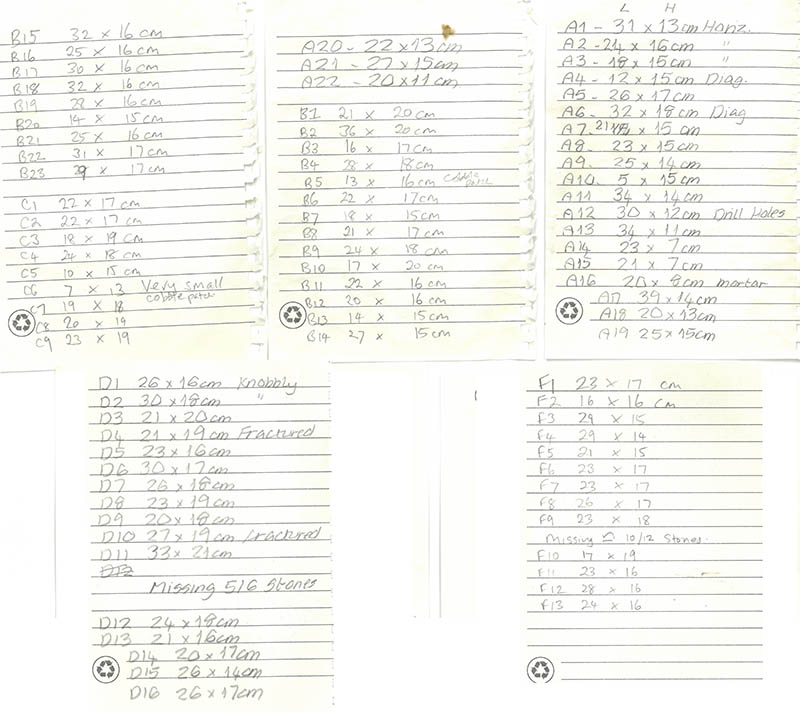 B15 32 x 16 cm
B16 25 x 16 cm
B17 30 x 16 cm
B18 32 x 16 cm
B19 28 x 16 cm
B20 14 x 15 cm
B21 25 x 16 cm
B22 31 x 17 cm
B23 29 x 17 cm
C1 22 x 17 cm
C2 22 x 17 cm
C3 18 x 19 cm
C4 24 x 18 cm
C5 10 x 15 cm
C6 7 x 13 Very small
cobble patch
C7 19 x 18
C8 20 x 19
C9 23 x 19
A20 - 22 x 13 cm
A21 - 27 x 15 cm
A22 - 20 x 11 cm
B1 21 x 20 cm
B2 36 x 20 cm
B3 16 x 17 cm
B4 28 x 18 cm
B5 13 x 16 cm cobble
patch
B6 22 x 17 cm
B7 18 x 15 cm
B8 21 x 17 cm
B9 24 x 18 cm
B10 17 x 20 cm
B11 22 x 16 cm
B12 20 x 16 cm
B13 14 x 15 cm
B14 27 x 15 cm
L H
A1 - 31 x 13 cm Horiz.
A2 - 24 x 16 cm "
A3 - 18 x 15 cm "
A4 - 12 x 15 cm Diag.
A5 - 26 x 17 cm
A6 - 32 x 18 cm Diag
A7. 21 x 15 cm
A8. 23 x 15 cm
A9. 25 x 14 cm
A10. 5 x 15 cm
A11 34 x 14 cm
A12 30 x 12 cm Drill Holes
A13 34 x 11 cm
A14 23 x 7 cm
A15 21 x 7 cm
A16 20 x 8 cm mortar
A17 39 x 14 cm
A18 20 x 13 cm
A19 25 x 15 cm
D1 26 x 16 cm Knobbly
D2 30 x 18 cm "
D3 21 x 20 cm
D4 21 x 19 cm Fractured
D5 23 x 16 cm
D6 30 x 17 cm
D7 26 x 18 cm
D8 23 x 19 cm
D9 20 x 18 cm
D10 27 x 19 cm Fractured
D11 33 x 21 cm
D12
Missing 5/6 Stones
D12 24 x 18 cm
D13 21 x 16 cm
D14 20 x 17 cm
D15 26 x 14 cm
D16 26 x 17 cm
F1 23 x 17 cm
F2 16 x 16 cm
F3 29 x 15
F4 29 x 14
F5 21 x 15
F6 23 x 17
F7 23 x 17
F8 26 x 17
F9 23 x 18
Missing 10/12 Stones.
F10 17 x 19
F11 23 x 16
F12 28 x 16
F13 24 x 16